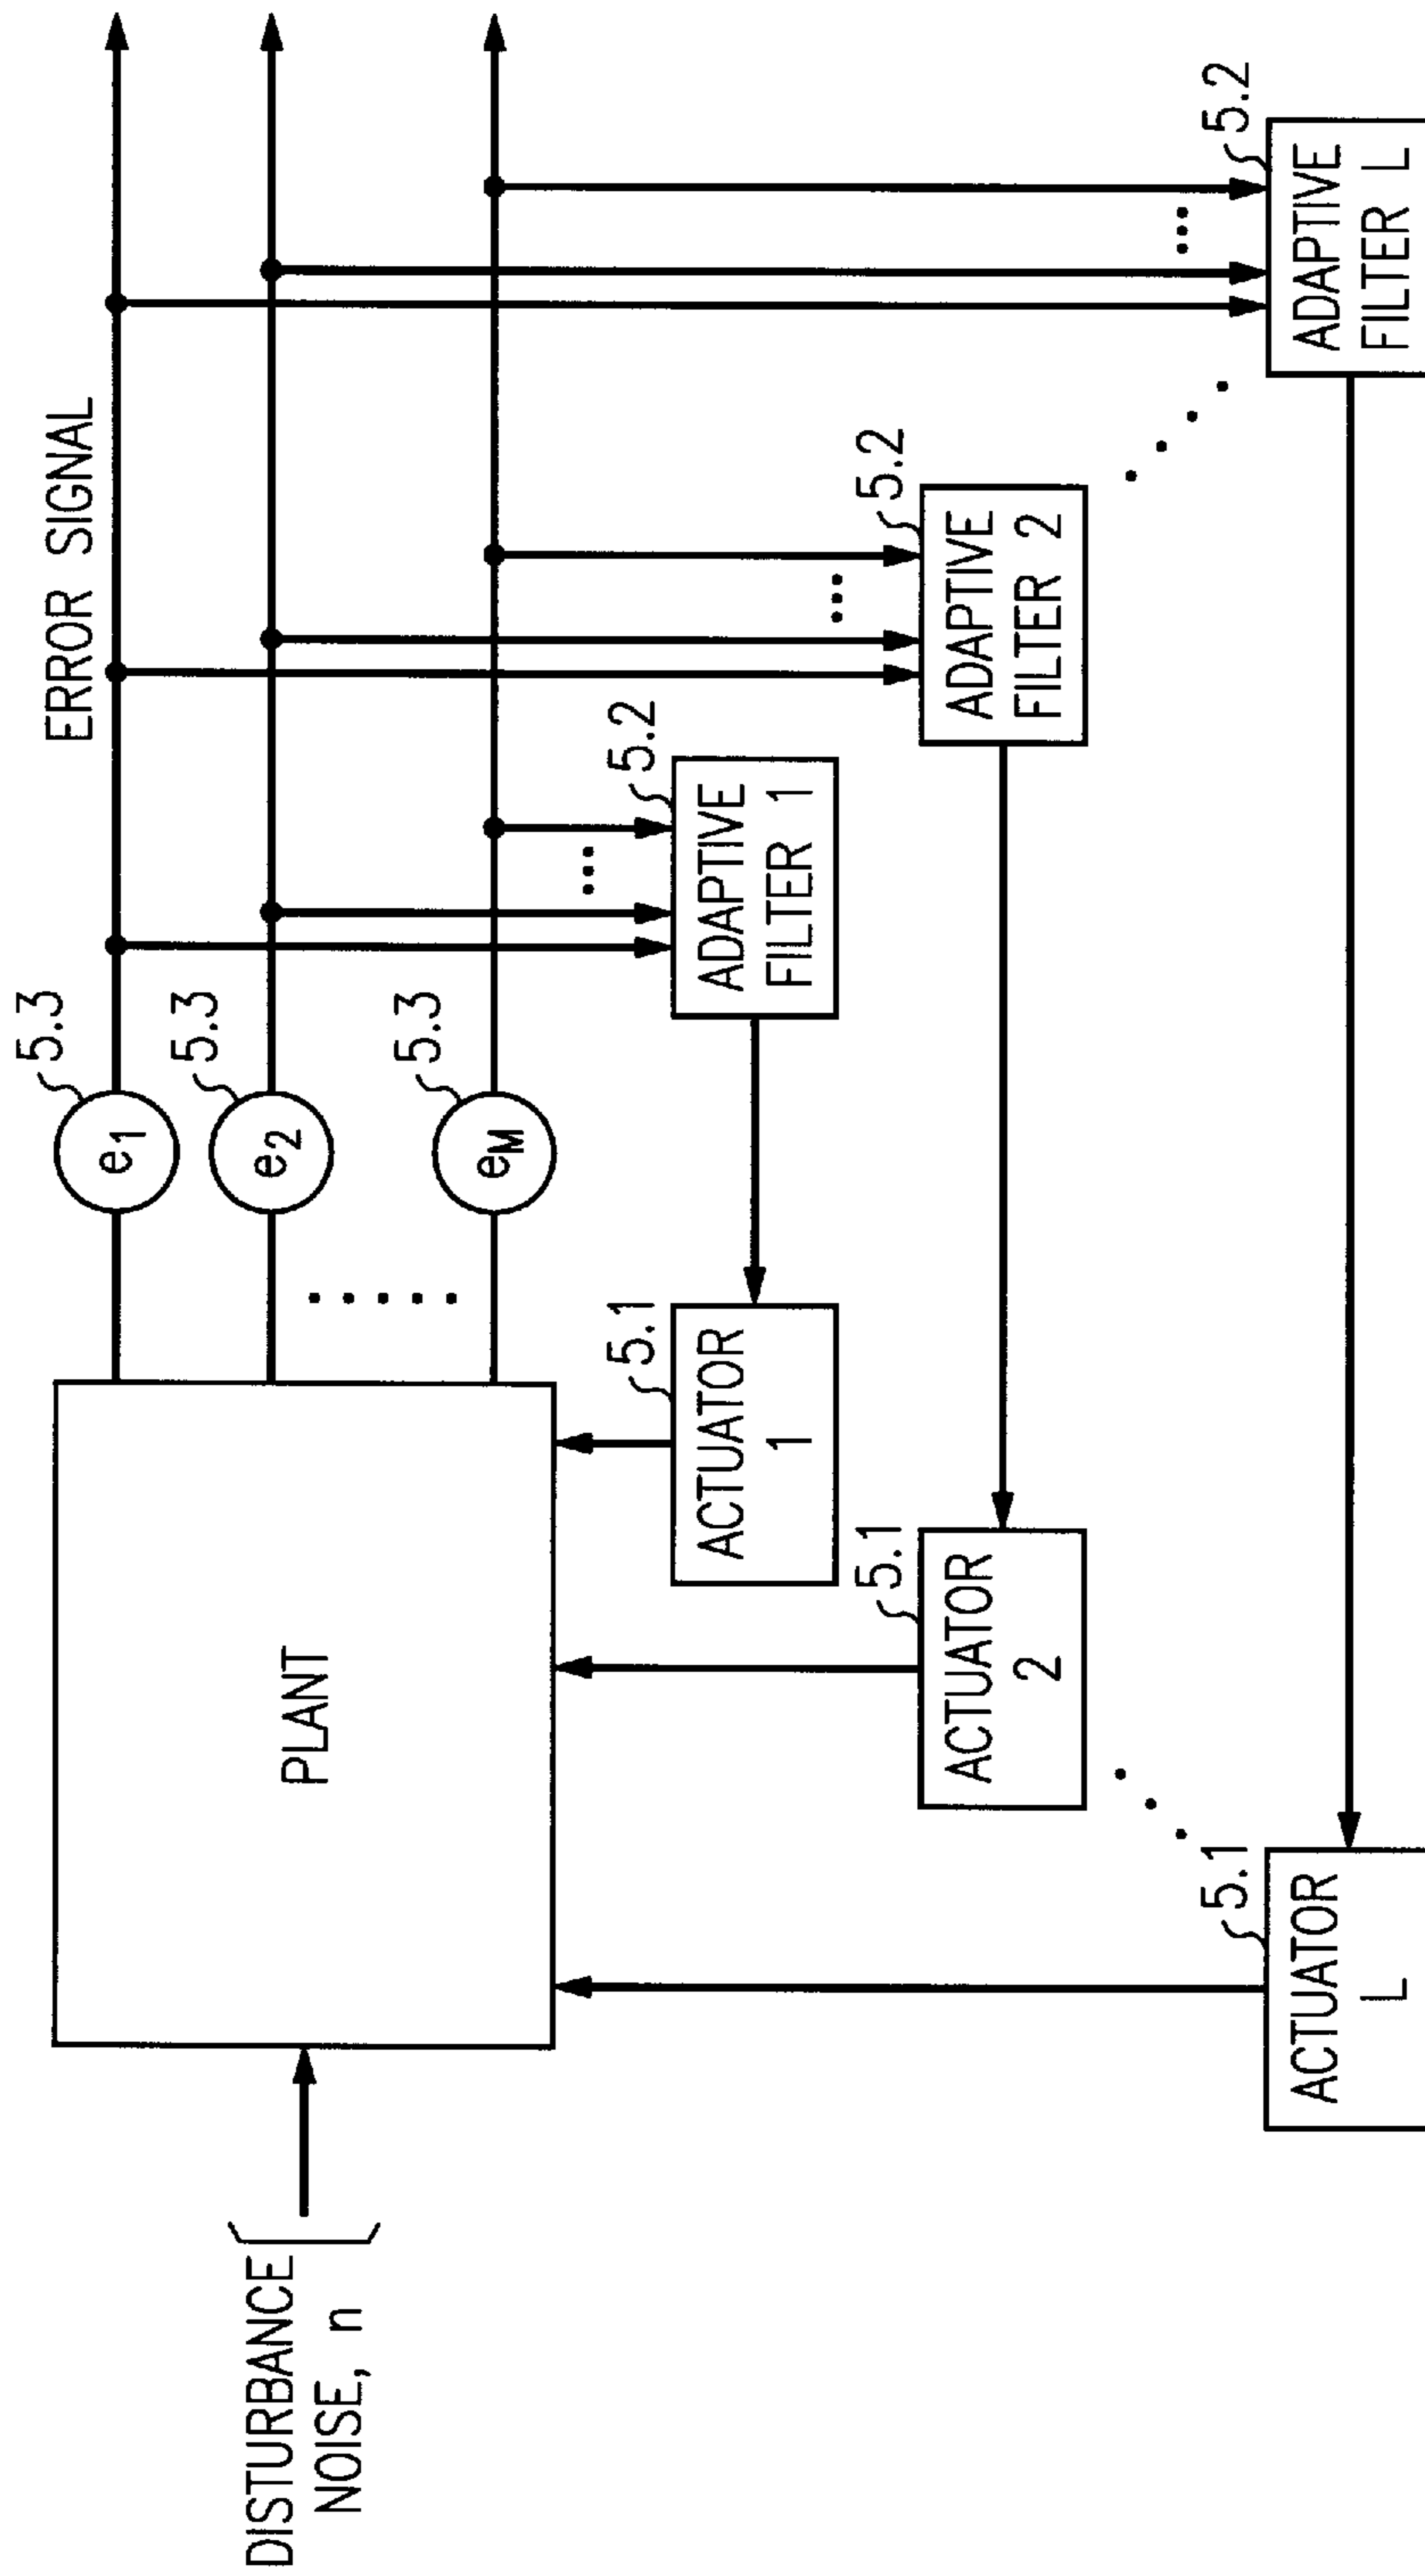 ERROR SIGNAL
5.3
e1
5.3
e2
5.3
eM
PLANT
DISTURBANCE
NOISE, n
5.1
ACTUATOR
1
5.2
ADAPTIVE
FILTER 1
5.1
ACTUATOR
2
5.2
ADAPTIVE
FILTER 2
5.1
ACTUATOR
L
5.2
ADAPTIVE
FILTER L